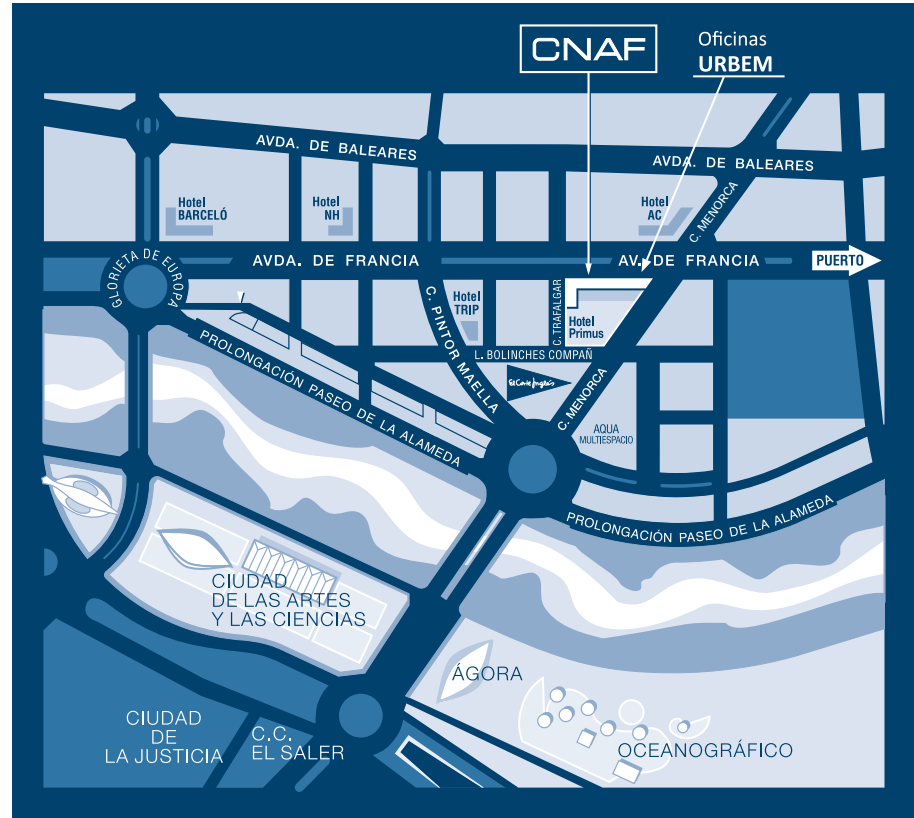 CNAF
Oficinas
URBEM
AVDA. DE BALEARES
AVDA. DE BALEARES
Hotel
BARCELÓ
Hotel
NH
Hotel
AC
C. MENORCA
GLORIETA DE EUROPA
AVDA. DE FRANCIA
AV. DE FRANCIA
PUERTO
C. PINTOR MAELLA
Hotel
TRIP
C. TRAFALGAR
Hotel
Primus
L. BOLINCHES COMPAÑ
El Corte Inglés
C. MENORCA
PROLONGACIÓN PASEO DE LA ALAMEDA
AQUA
MULTIESPACIO
PROLONGACIÓN PASEO DE LA ALAMEDA
CIUDAD
DE LAS ARTES
Y LAS CIENCIAS
ÁGORA
CIUDAD
DE
LA JUSTICIA
C.C.
EL SALER
OCEANOGRÁFICO